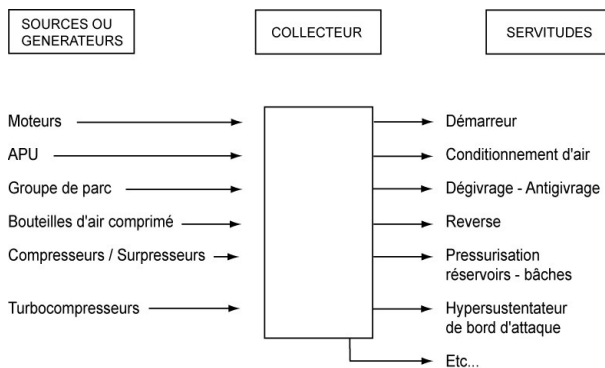 SOURCES OU
GENERATEURS
COLLECTEUR
SERVITUDES
Moteurs
APU
Groupe de parc
Bouteilles d'air comprimé
Compresseurs / Surpresseurs
Turbocompresseurs
Démarreur
Conditionnement d'air
Dégivrage - Antigivrage
Reverse
Pressurisation
réservoirs - bâches
Hypersustentateur
de bord d'attaque
Etc...